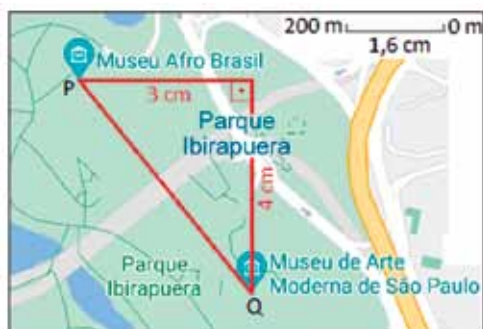 200 m 0 m
1,6 cm
Museu Afro Brasil
P
3 cm
Parque
Ibirapuera
4 cm
Museu de Arte
Moderna de São Paulo
Parque
Ibirapuera
Q